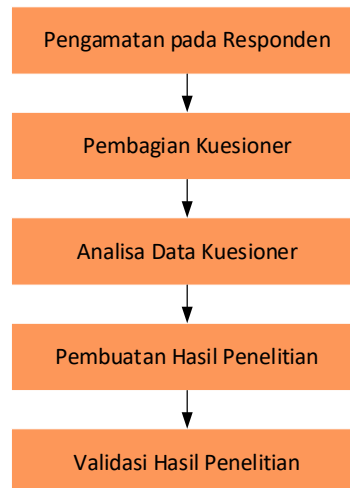 Pengamatan pada Responden
Pembagian Kuesioner
Analisa Data Kuesioner
Pembuatan Hasil Penelitian
Validasi Hasil Penelitian